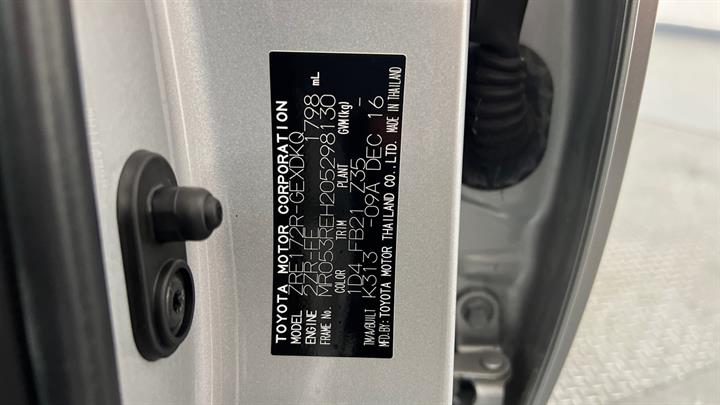 TOYOTA MOTOR CORPORATION
MODEL ZRE172R-GEXDKQ
ENGINE 2ZR-FE 1798 mL
FRAME No. MR053REH205298130
COLOR TRIM PLANT GVM(kg)
1D4 FB21 Z35 -
TM/A/BUILT K313 -09A DEC 16
MFD.BY: TOYOTA MOTOR THAILAND CO.,LTD. MADE IN THAILAND